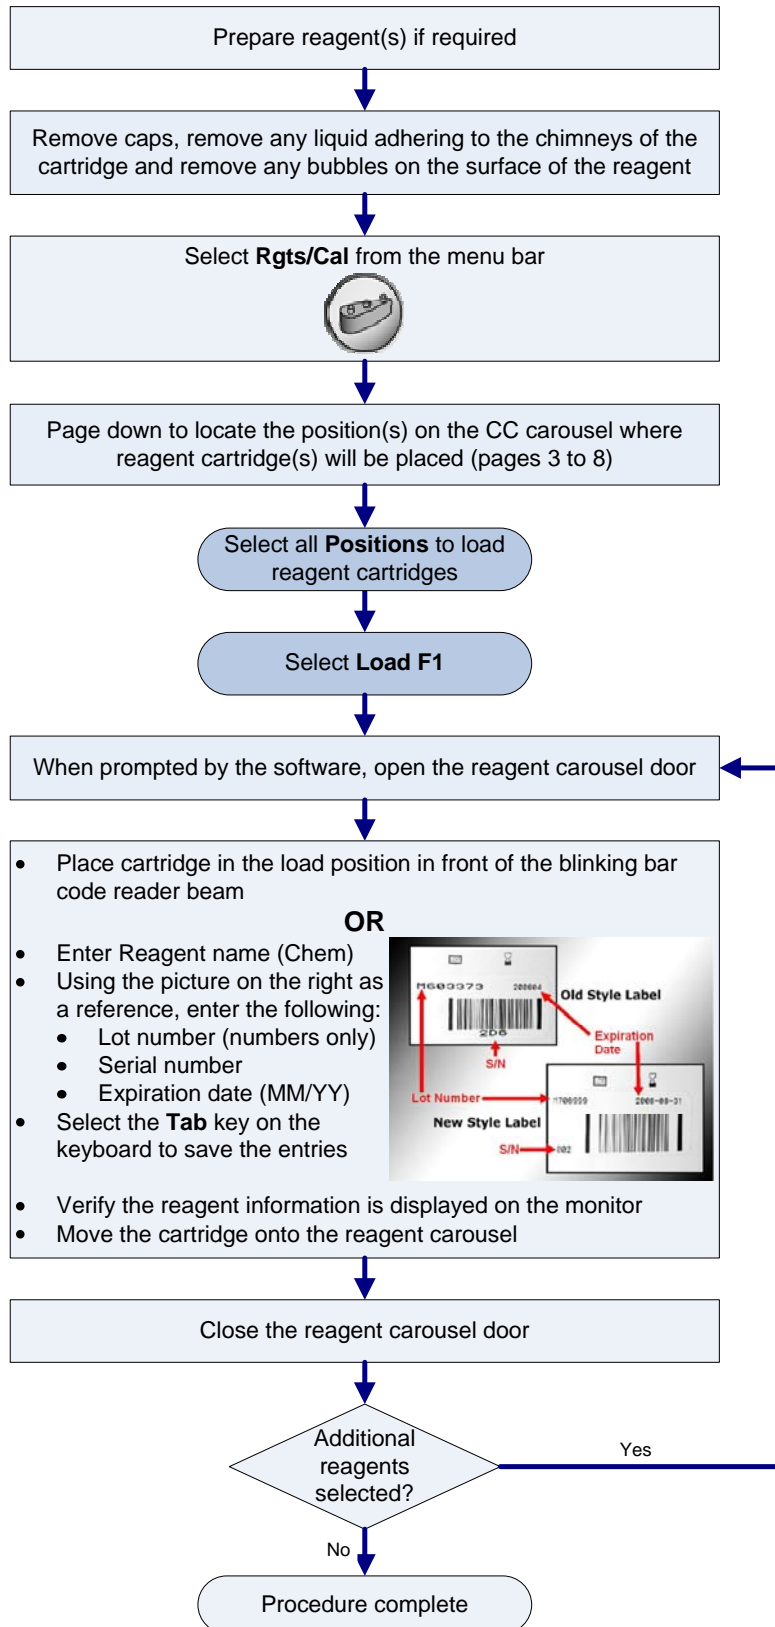 Prepare reagent(s) if required
Remove caps, remove any liquid adhering to the chimneys of the
cartridge and remove any bubbles on the surface of the reagent
Select Rgts/Cal from the menu bar
Page down to locate the position(s) on the CC carousel where
reagent cartridge(s) will be placed (pages 3 to 8)
Select all Positions to load
reagent cartridges
Select Load F1
When prompted by the software, open the reagent carousel door
• Place cartridge in the load position in front of the blinking bar
code reader beam
OR
• Enter Reagent name (Chem)
• Using the picture on the right as
a reference, enter the following:
• Lot number (numbers only)
• Serial number
• Expiration date (MM/YY)
• Select the Tab key on the
keyboard to save the entries
M603373 200604
Old Style Label
2D6
Expiration
Date
S/N
Lot Number
M700999 2008-08-31
New Style Label
S/N 002
• Verify the reagent information is displayed on the monitor
• Move the cartridge onto the reagent carousel
Close the reagent carousel door
Additional
reagents
selected?
Yes
No
Procedure complete